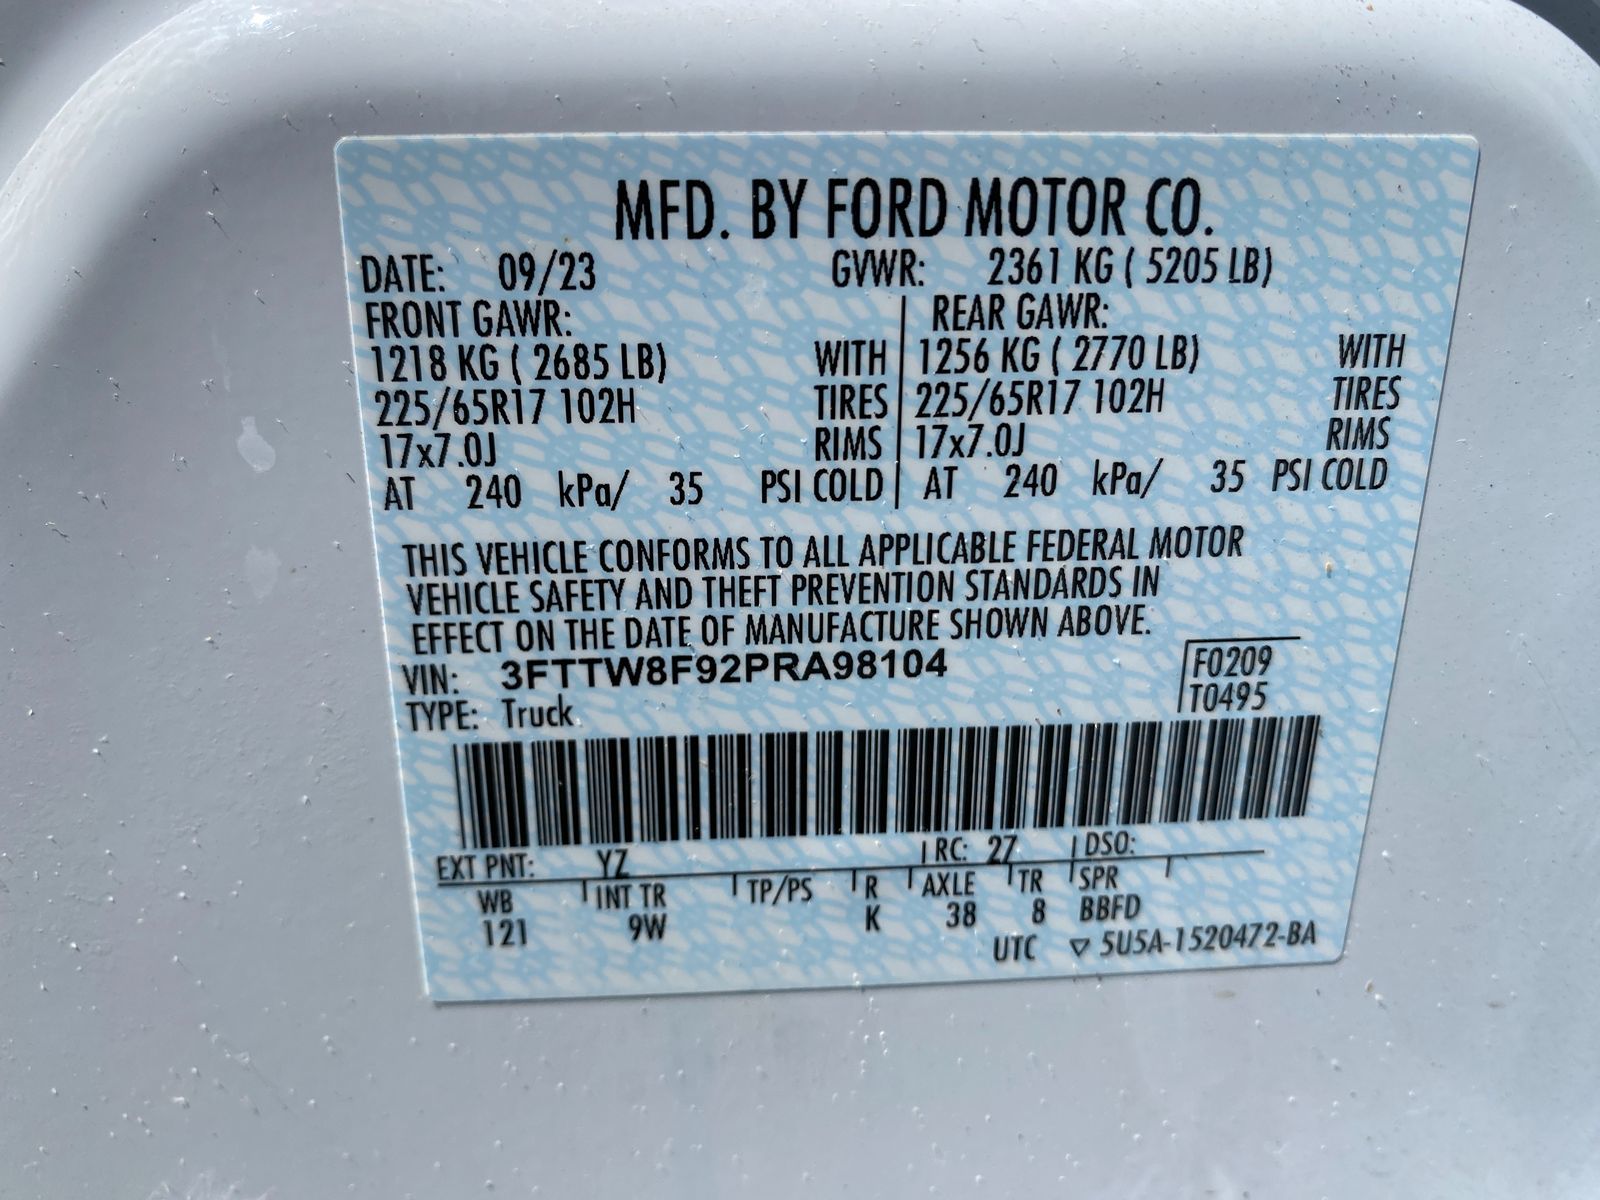 MFD. BY FORD MOTOR CO.
DATE: 09/23 GVWR: 2361 KG ( 5205 LB)
FRONT GAWR: REAR GAWR:
1218 KG ( 2685 LB) WITH 1256 KG ( 2770 LB) WITH
225/65R17 102H TIRES 225/65R17 102H TIRES
17x7.0J RIMS 17x7.0J RIMS
AT 240 kPa/ 35 PSI COLD AT 240 kPa/ 35 PSI COLD
THIS VEHICLE CONFORMS TO ALL APPLICABLE FEDERAL MOTOR
VEHICLE SAFETY AND THEFT PREVENTION STANDARDS IN
EFFECT ON THE DATE OF MANUFACTURE SHOWN ABOVE.
VIN: 3FTTW8F92PRA98104 F0209
TYPE: Truck T0495
EXT PNT: YZ RC: 27 DSO:
WB INT TR TP/PS R AXLE TR SPR
121 9W K 38 8 BBFD
UTC ▽ 5U5A-1520472-BA